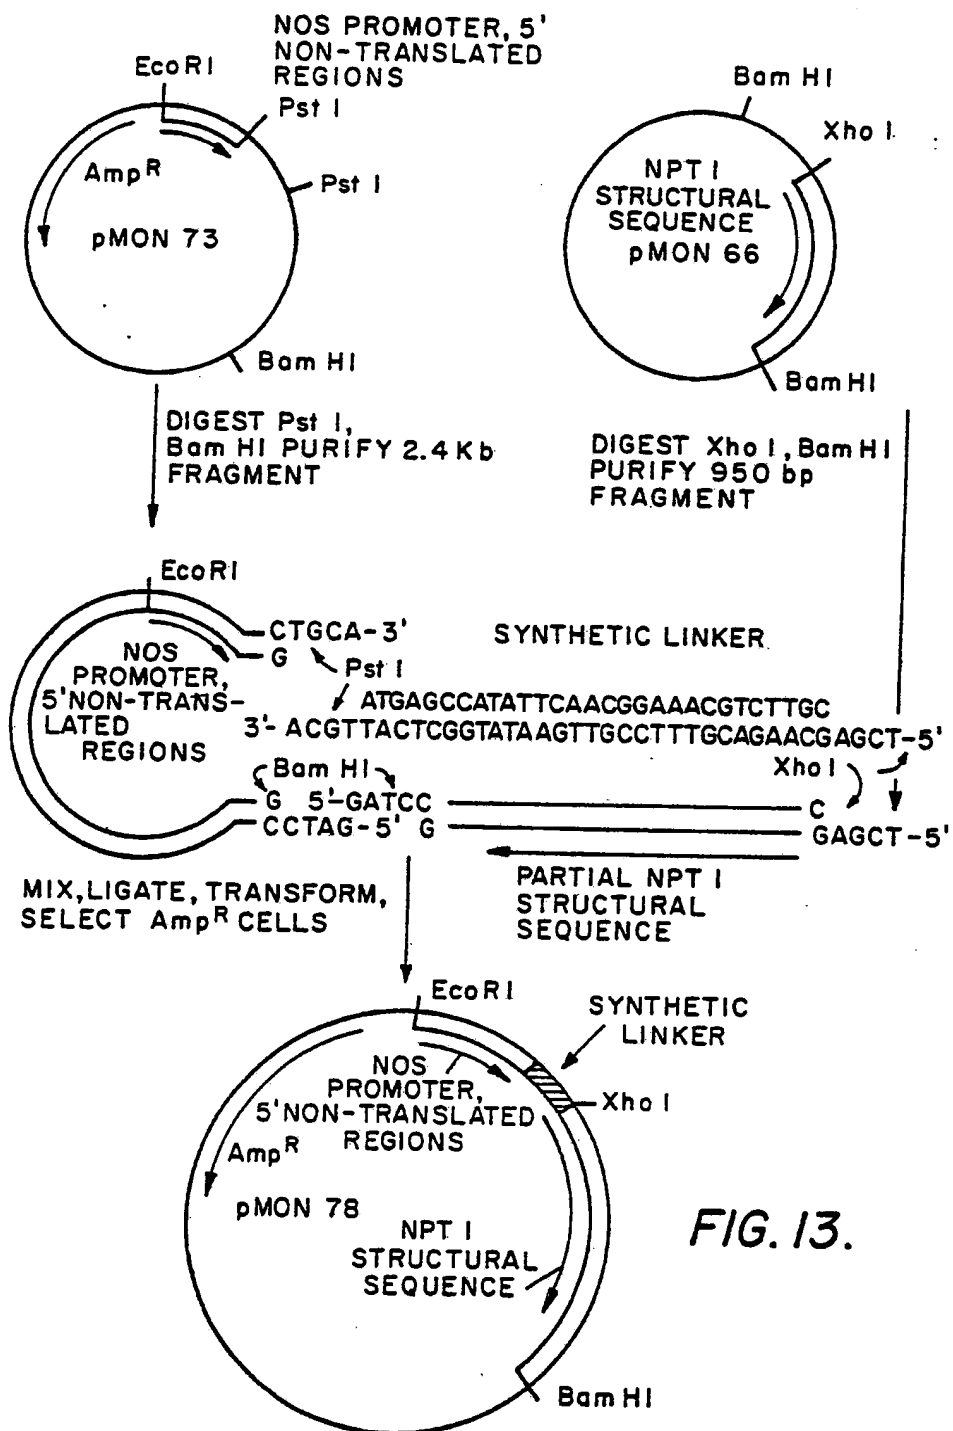 NOS PROMOTER, 5'
NON-TRANSLATED
REGIONS
EcoRI
Pst I
AmpR
Pst I
pMON 73
Bam HI
Bam HI
Xho I
NPT I
STRUCTURAL
SEQUENCE
pMON 66
Bam HI
DIGEST Pst I,
Bam HI PURIFY 2.4 Kb
FRAGMENT
DIGEST Xho I, Bam HI
PURIFY 950 bp
FRAGMENT
EcoRI
CTGCA-3'
G
SYNTHETIC LINKER
NOS
PROMOTER,
5'NON-TRANS-
LATED
REGIONS
Pst I
ATGAGCCATATTCAACGGAAACGTCTTGC
3'- ACGTTACTCGGTATAAGTTGCCTTTGCAGAACGAGCT-5'
Xho I
Bam HI
G 5'-GATCC
C
CCTAG-5' G
GAGCT-5'
MIX, LIGATE, TRANSFORM,
SELECT AmpR CELLS
PARTIAL NPT I
STRUCTURAL
SEQUENCE
EcoRI
SYNTHETIC
LINKER
NOS
PROMOTER,
5'NON-TRANSLATED
REGIONS
Xho I
AmpR
pMON 78
NPT I
STRUCTURAL
SEQUENCE
Bam HI
FIG. 13.